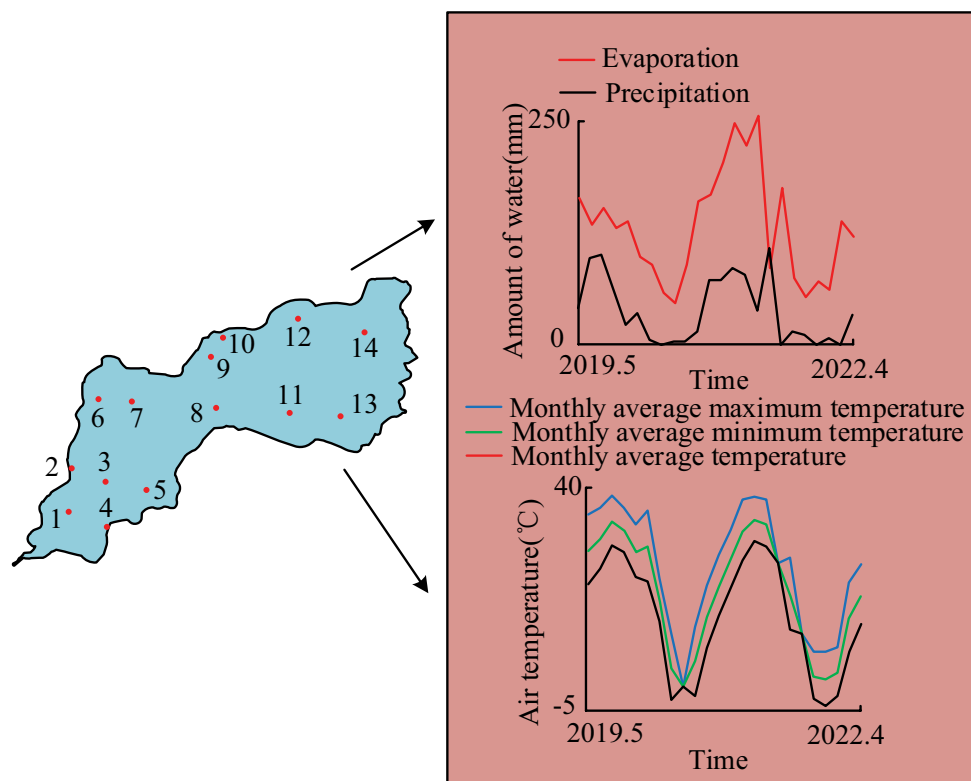 Evaporation
Precipitation
Amount of water(mm)
250
0
2019.5
2022.4
Time
Monthly average maximum temperature
Monthly average minimum temperature
Monthly average temperature
Air temperature(℃)
40
-5
2019.5
2022.4
Time
12
10
14
9
6
7
8
11
13
2
3
5
1
4